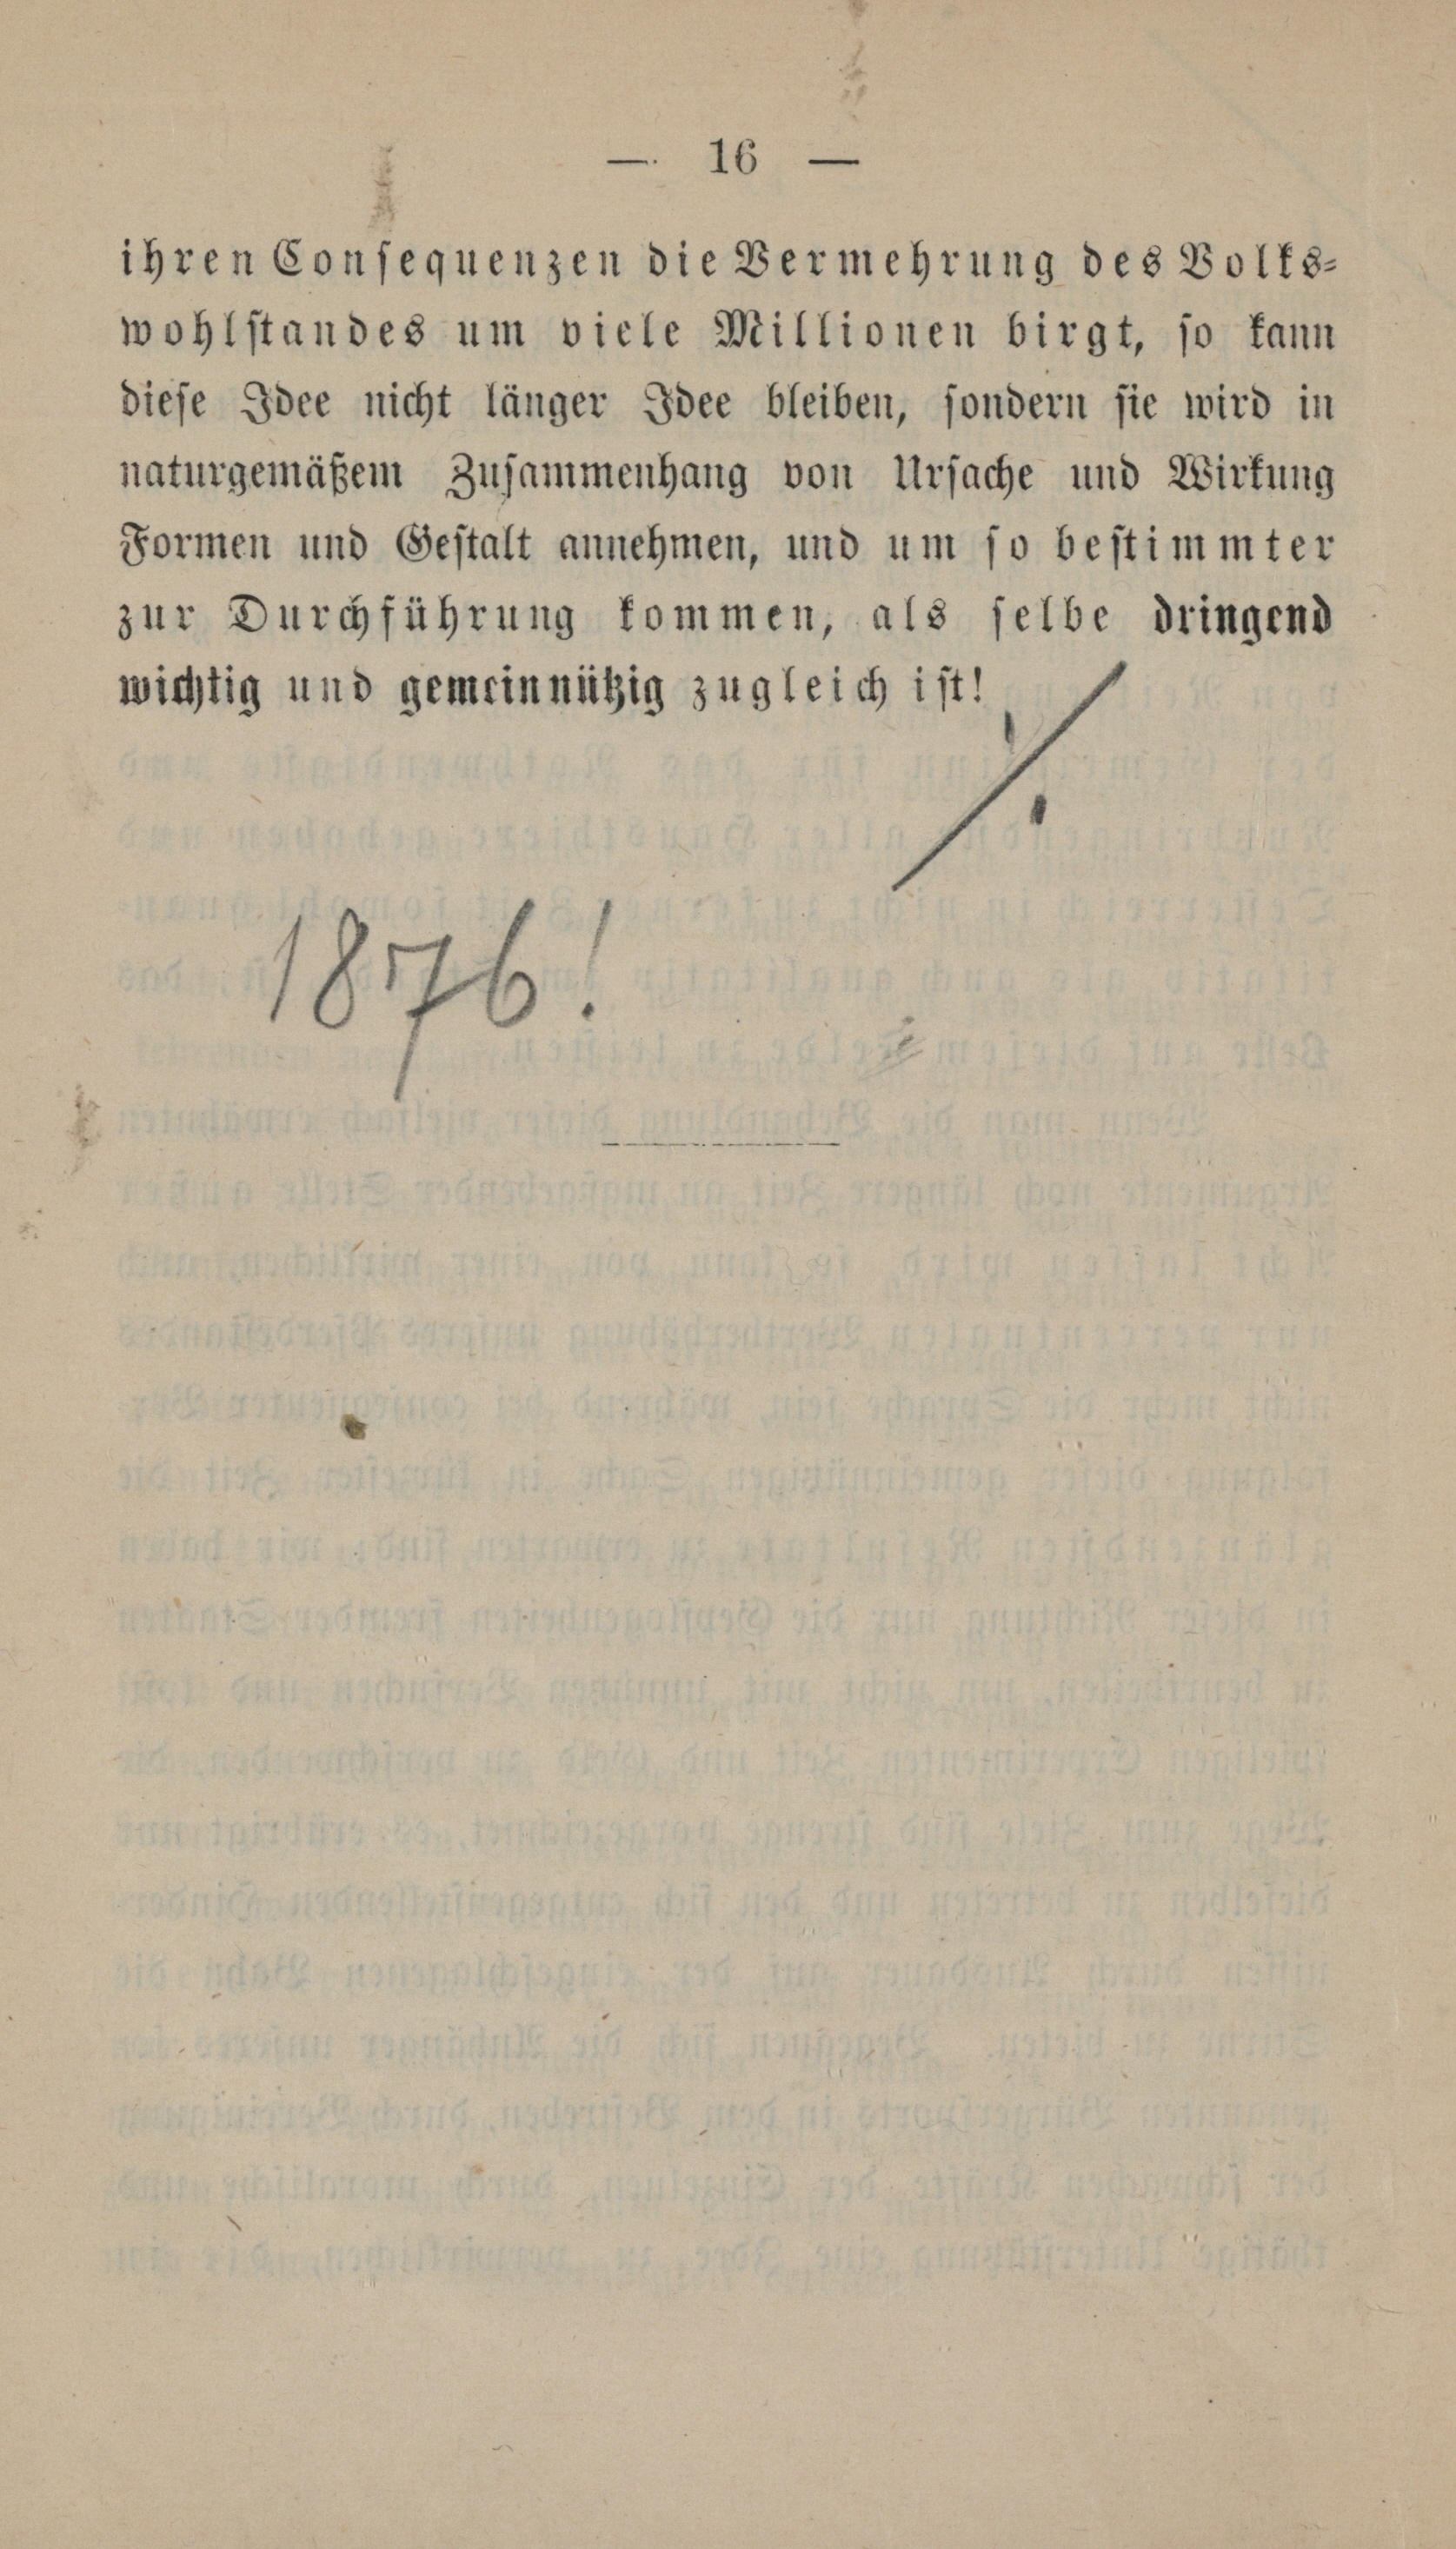 — 16 —
ihren Consequenzen die Vermehrung des Volks-
wohlstandes um viele Millionen birgt, so kann
diese Idee nicht länger Idee bleiben, sondern sie wird in
naturgemäßem Zusammenhang von Ursache und Wirkung
Formen und Gestalt annehmen, und um so bestimmter
zur Durchführung kommen, als selbe dringend
wichtig und gemeinnützig zugleich ist!
1876!